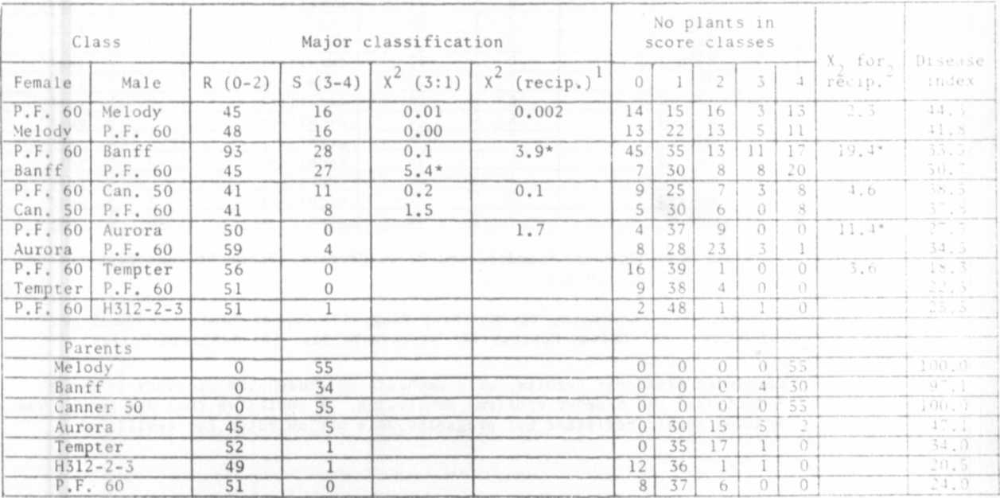 No plants in
Class Major classification score classes
X2 for Disease
Female Male R (0-2) S (3-4) X2 (3:1) X2 (recip.)1 0 1 2 3 4 recip.2 index
P.F. 60 Melody 45 16 0.01 0.002 14 15 16 3 13 2.3 44.3
Melody P.F. 60 48 16 0.00 13 22 13 5 11 41.8
P.F. 60 Banff 93 28 0.1 3.9* 45 35 13 11 17 19.4* 33.5
Banff P.F. 60 45 27 5.4* 7 30 8 8 20 50.7
P.F. 60 Can. 50 41 11 0.2 0.1 9 25 7 3 8 4.6 38.5
Can. 50 P.F. 60 41 8 1.5 5 30 6 0 8 37.8
P.F. 60 Aurora 50 0 1.7 4 37 9 0 0 11.4* 27.5
Aurora P.F. 60 59 4 8 28 23 3 1 34.5
P.F. 60 Tempter 56 0 16 39 1 0 0 3.6 18.3
Tempter P.F. 60 51 0 9 38 4 0 0
P.F. 60 H312-2-3 51 1 2 48 1 1 0
Parents
Melody 0 55 0 0 0 0 55 100.0
Banff 0 34 0 0 0 4 30 97.1
Canner 50 0 55 0 0 0 0 55 100.0
Aurora 45 5 0 30 15 5 2 47.1
Tempter 52 1 0 35 17 1 0 34.0
H312-2-3 49 1 12 36 1 1 0 20.5
P.F. 60 51 0 8 37 6 0 0 24.0